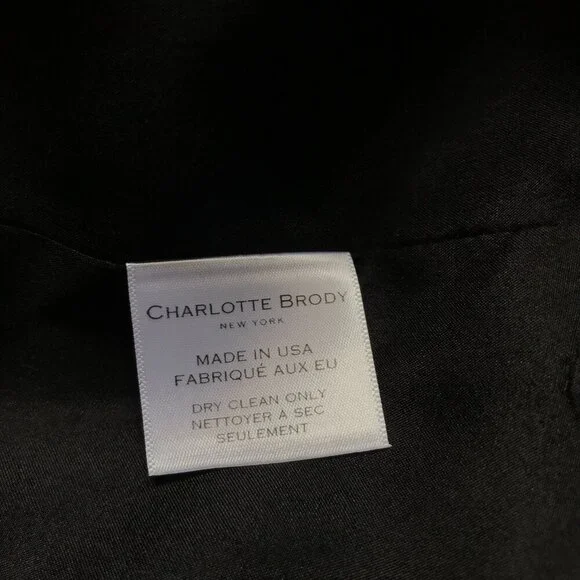 CHARLOTTE BRODY
NEW YORK
MADE IN USA
FABRIQUÉ AUX EU
DRY CLEAN ONLY
NETTOYER A SEC
SEULEMENT